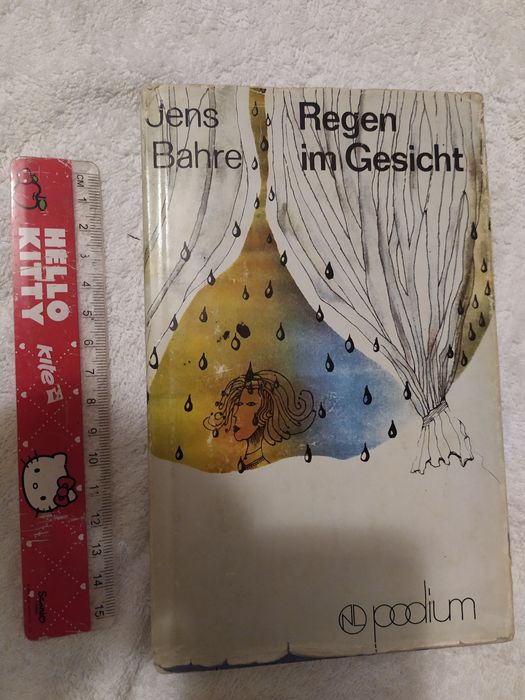 Jens
Bahre
Regen
im Gesicht
NL podium
CM 1 2 3 4 5 6 7 8 9 10 11 12 13 14 15
HELLO
KITTY
kite